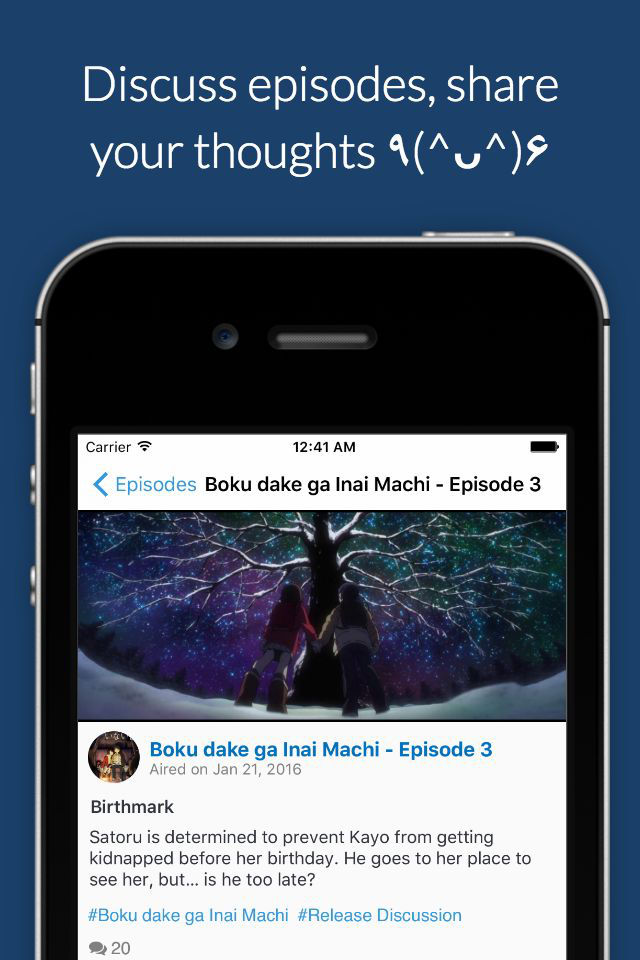 Discuss episodes, share
your thoughts ٩(^ᴗ^)۶
Carrier
12:41 AM
Episodes
Boku dake ga Inai Machi - Episode 3
Boku dake ga Inai Machi - Episode 3
Aired on Jan 21, 2016
Birthmark
Satoru is determined to prevent Kayo from getting
kidnapped before her birthday. He goes to her place to
see her, but... is he too late?
#Boku dake ga Inai Machi #Release Discussion
20